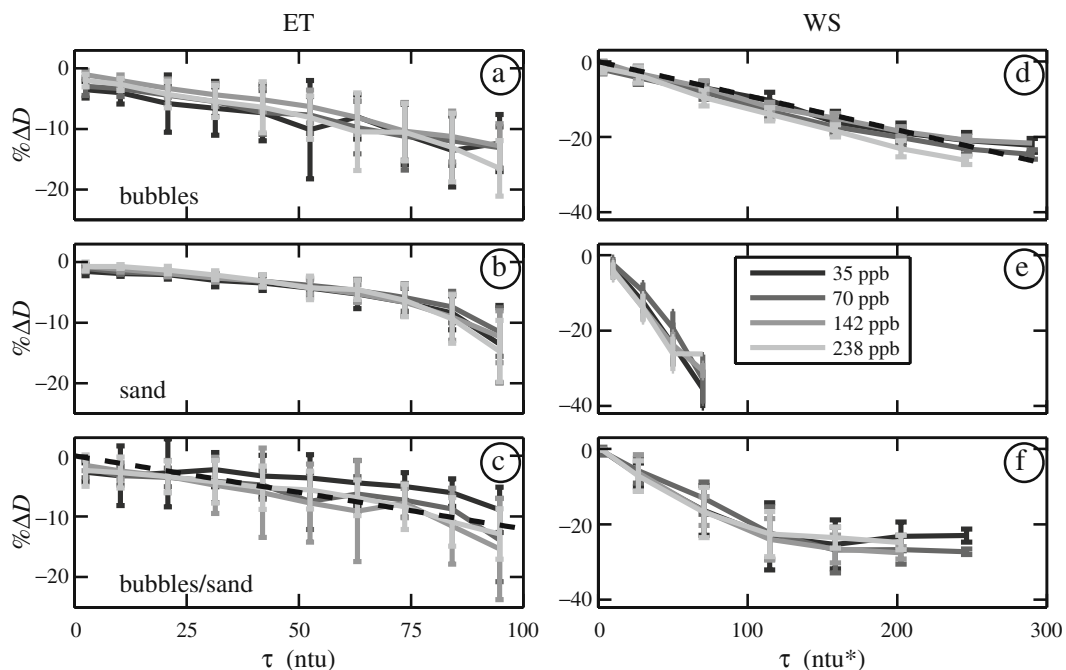 ET
WS
0
−10
−20
%ΔD
bubbles
a
0
−20
−40
d
0
−10
−20
%ΔD
sand
b
0
−20
−40
e
35 ppb
70 ppb
142 ppb
238 ppb
0
−10
−20
%ΔD
bubbles/sand
c
0
−20
−40
f
0 25 50 75 100
0 100 200 300
τ (ntu)
τ (ntu*)